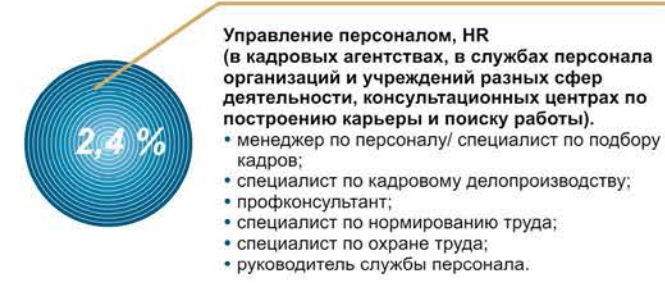 2,4 %
Управление персоналом, HR
(в кадровых агентствах, в службах персонала
организаций и учреждений разных сфер
деятельности, консультационных центрах по
построению карьеры и поиску работы).
• менеджер по персоналу/ специалист по подбору
кадров;
• специалист по кадровому делопроизводству;
• профконсультант;
• специалист по нормированию труда;
• специалист по охране труда;
• руководитель службы персонала.